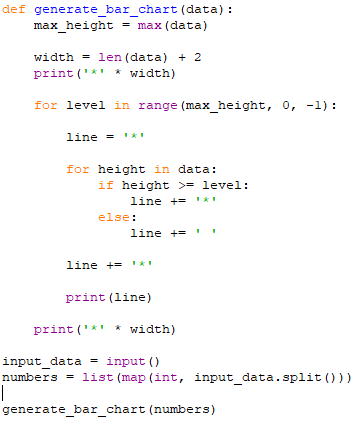 def generate_bar_chart(data):
    max_height = max(data)

    width = len(data) + 2
    print('*' * width)

    for level in range(max_height, 0, -1):

        line = '*'

        for height in data:
            if height >= level:
                line += '*'
            else:
                line += ' '

        line += '*'

        print(line)

    print('*' * width)

input_data = input()
numbers = list(map(int, input_data.split()))

generate_bar_chart(numbers)